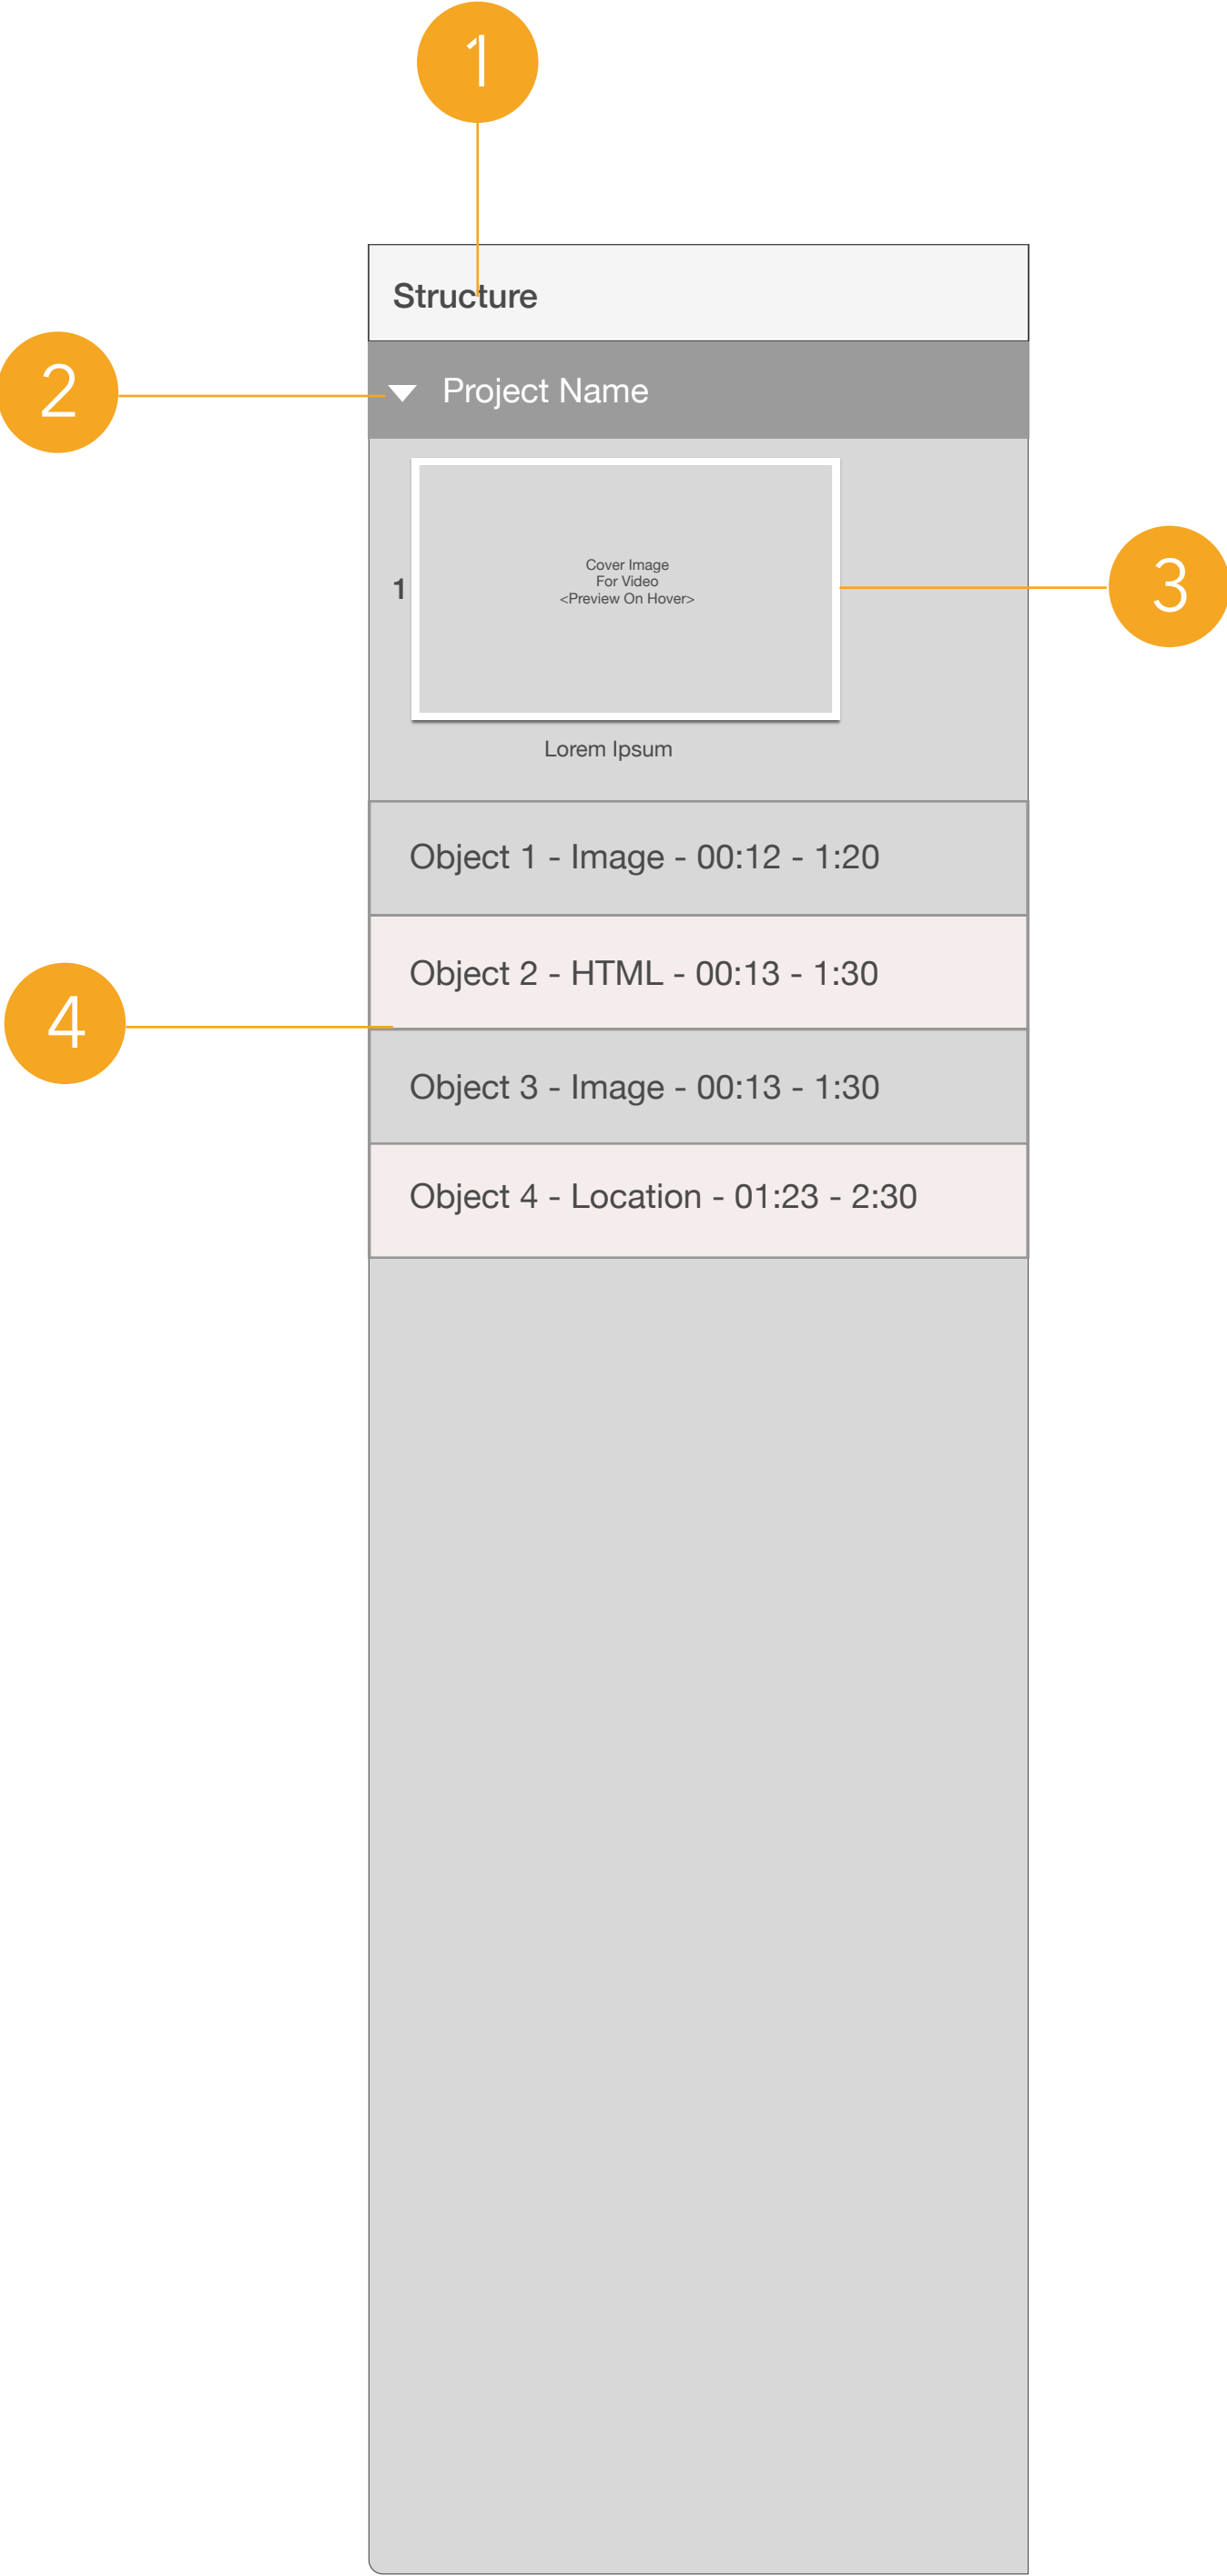 1
Structure
2
Project Name
Cover Image
For Video
<Preview On Hover>
1
3
Lorem Ipsum
Object 1 - Image - 00:12 - 1:20
Object 2 - HTML - 00:13 - 1:30
4
Object 3 - Image - 00:13 - 1:30
Object 4 - Location - 01:23 - 2:30